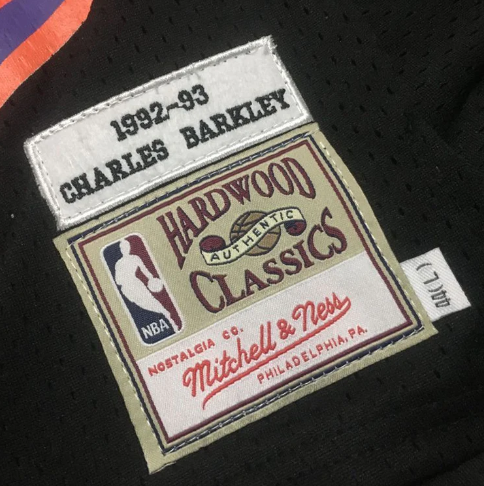 1992-93
CHARLES BARKLEY
HARDWOOD
AUTHENTIC
CLASSICS
NBA
NOSTALGIA CO.
Mitchell & Ness
PHILADELPHIA, PA.
44(L)